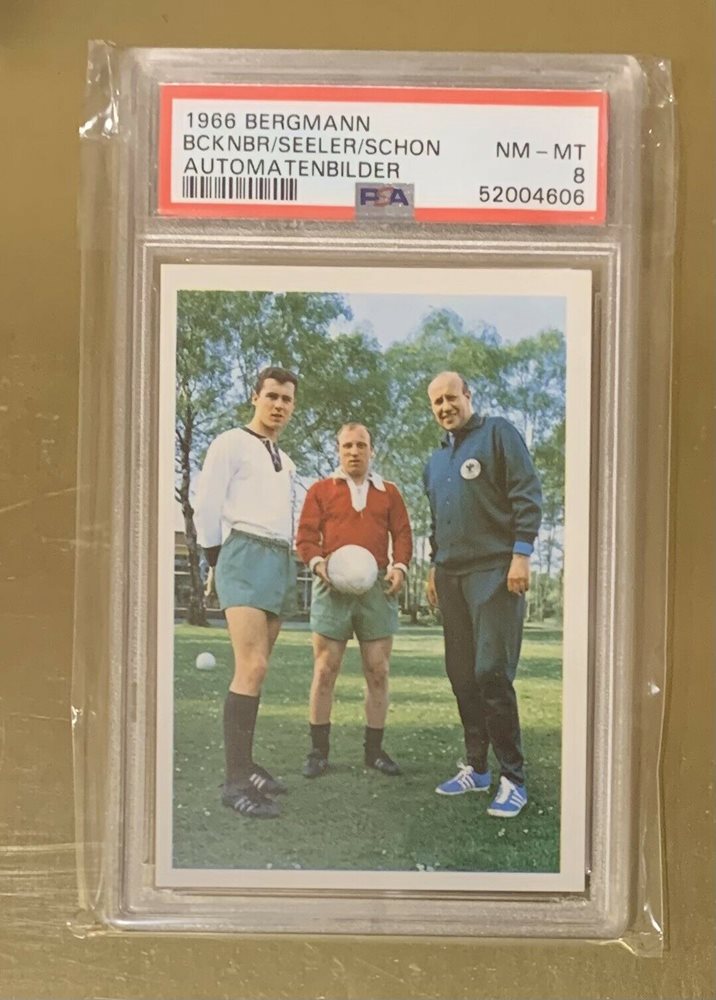 1966 BERGMANN
BCKNBR/SEELER/SCHON
AUTOMATENBILDER
NM - MT
8
52004606
PSA